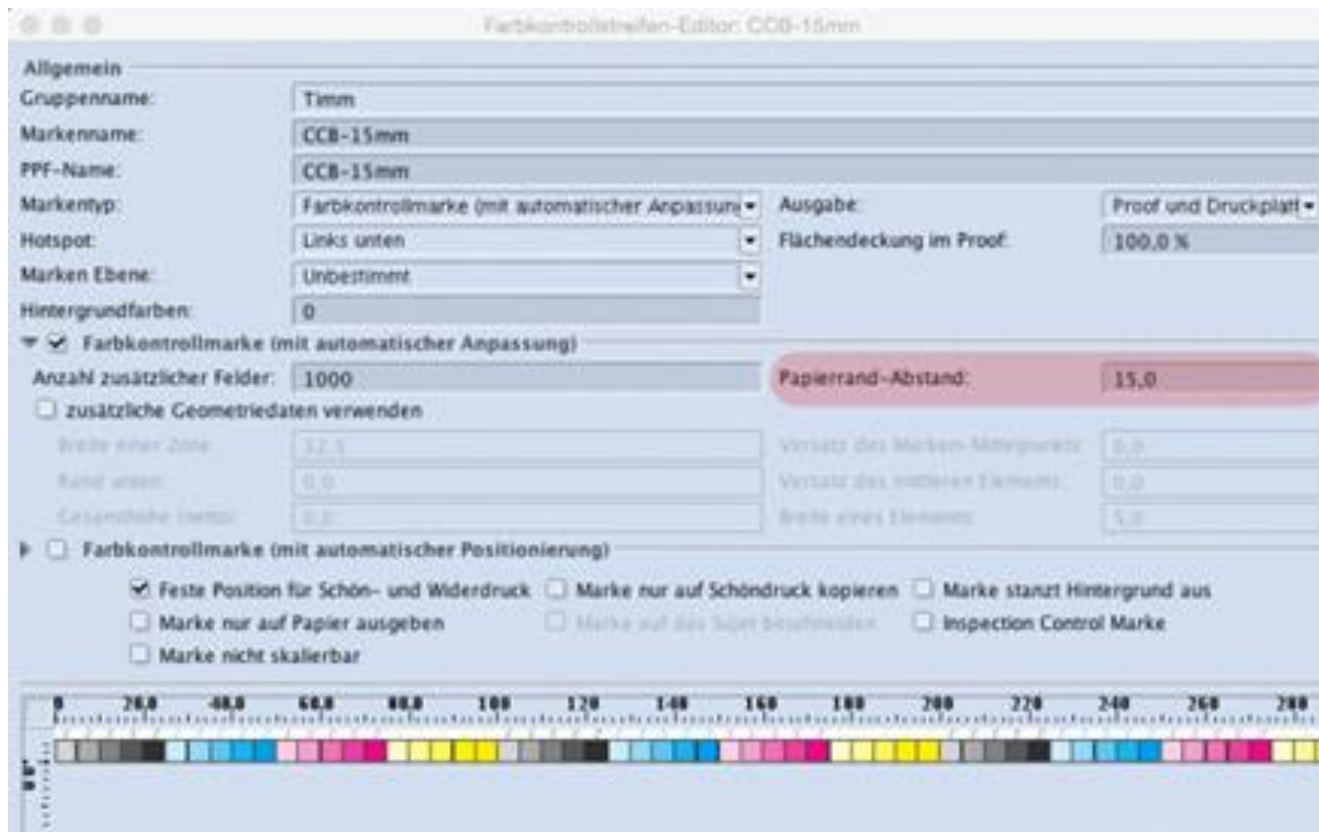 Farbkontrollstreifen-Editor: CCB-15mm
Allgemein
Gruppenname: Timm
Markenname: CCB-15mm
PPF-Name: CCB-15mm
Markentyp: Farbkontrollmarke (mit automatischer Anpassun Ausgabe: Proof und Druckplatt
Hotspot: Links unten Flächendeckung im Proof: 100,0 %
Marken Ebene: Unbestimmt
Hintergrundfarben: 0
Farbkontrollmarke (mit automatischer Anpassung)
Anzahl zusätzlicher Felder: 1000 Papierrand-Abstand: 15,0
zusätzliche Geometriedaten verwenden
Breite einer Zone: 32,5 Versatz des Marken-Mittelpunkts: 0,0
Rand unten: 0,0 Versatz des mittleren Elements: 0,0
Gesamthöhe (netto): 0,0 Breite eines Elements: 5,0
Farbkontrollmarke (mit automatischer Positionierung)
Feste Position für Schön- und Widerdruck Marke nur auf Schöndruck kopieren Marke stanzt Hintergrund aus
Marke nur auf Papier ausgeben Marke auf das Sujet beschneiden Inspection Control Marke
Marke nicht skalierbar
0 20,0 40,0 60,0 80,0 100 120 140 160 180 200 220 240 260 280